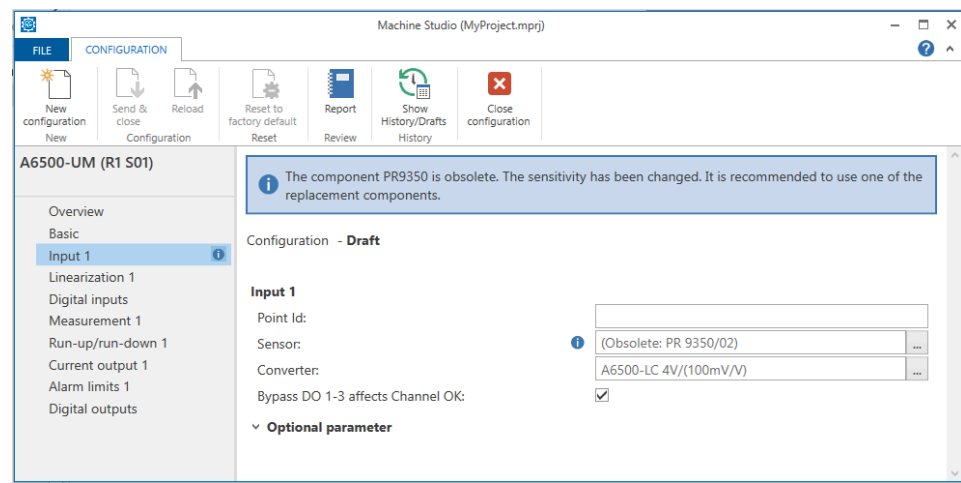 Machine Studio (MyProject.mprj)
FILE
CONFIGURATION
New
configuration
Send &
close
Reload
Reset to
factory default
Report
Show
History/Drafts
Close
configuration
New
Configuration
Reset
Review
History
A6500-UM (R1 S01)
Overview
Basic
Input 1
Linearization 1
Digital inputs
Measurement 1
Run-up/run-down 1
Current output 1
Alarm limits 1
Digital outputs
The component PR9350 is obsolete. The sensitivity has been changed. It is recommended to use one of the
replacement components.
Configuration - Draft
Input 1
Point Id:
Sensor:
(Obsolete: PR 9350/02)
...
Converter:
A6500-LC 4V/(100mV/V)
...
Bypass DO 1-3 affects Channel OK:
Optional parameter